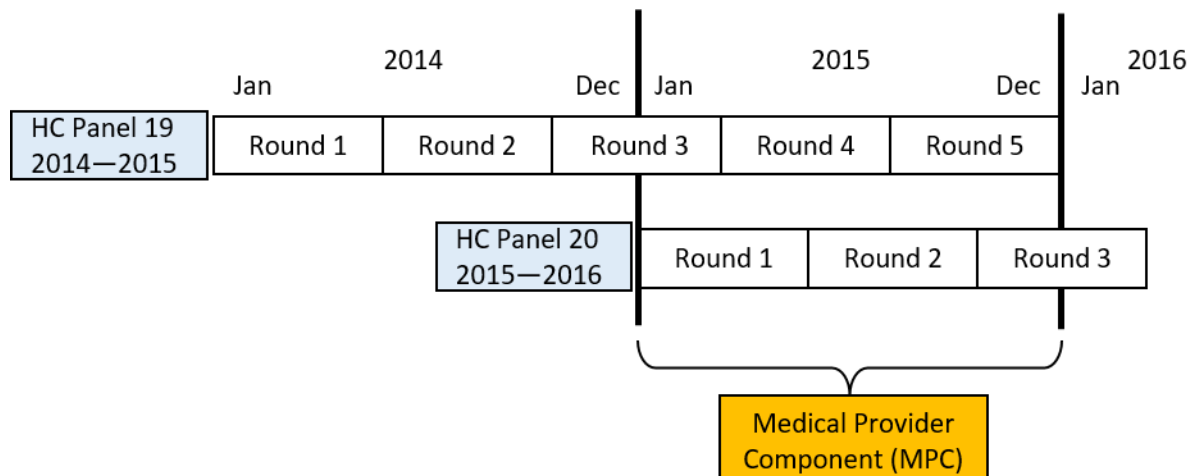 2014
2015
2016
Jan
Dec
Jan
Dec
Jan
HC Panel 19
2014—2015
Round 1
Round 2
Round 3
Round 4
Round 5
HC Panel 20
2015—2016
Round 1
Round 2
Round 3
Medical Provider
Component (MPC)